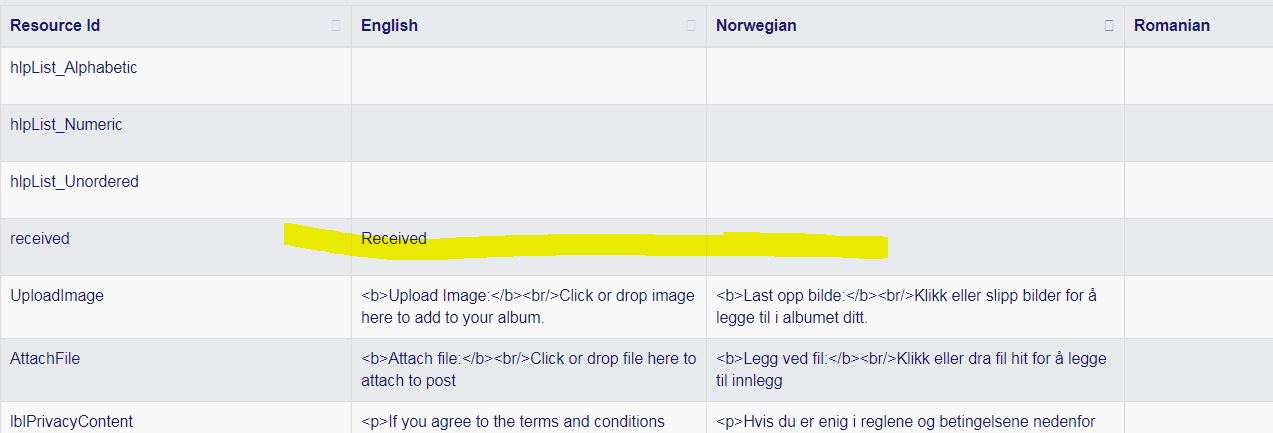 Resource Id English Norwegian Romanian
hlpList_Alphabetic
hlpList_Numeric
hlpList_Unordered
received Received
UploadImage
<b>Upload Image:</b><br/>Click or drop image
here to add to your album.
<b>Last opp bilde:</b><br/>Klikk eller slipp bilder for å
legge til i albumet ditt.
AttachFile
<b>Attach file:</b><br/>Click or drop file here to
attach to post
<b>Legg ved fil:</b><br/>Klikk eller dra fil hit for å legge
til innlegg
lblPrivacyContent
<p>If you agree to the terms and conditions
<p>Hvis du er enig i reglene og betingelsene nedenfor